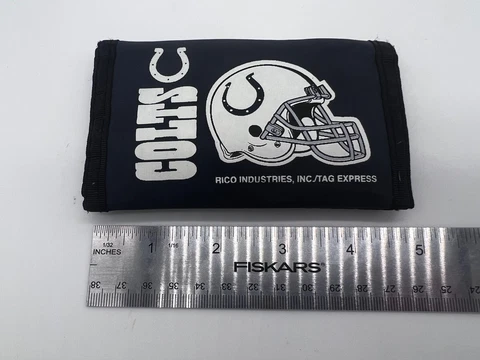 COLTS
RICO INDUSTRIES, INC./TAG EXPRESS
1/32 1 1/16 2 3 4 5
INCHES
FISKARS
38 37 36 35 34 33 32 31 30 29 28 27 26 25 24